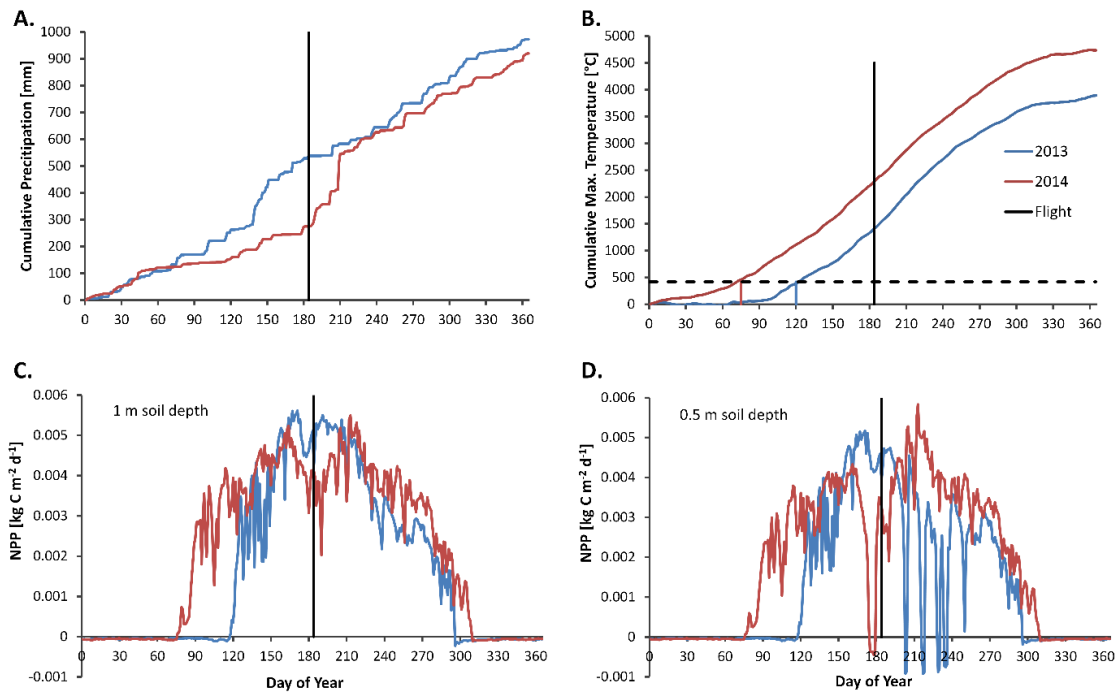 A.
Cumulative Precitipation [mm]
1000
900
800
700
600
500
400
300
200
100
0
0 30 60 90 120 150 180 210 240 270 300 330 360
B.
Cumulative Max. Temperature [°C]
5000
4500
4000
3500
3000
2500
2000
1500
1000
500
0
2013
2014
Flight
0 30 60 90 120 150 180 210 240 270 300 330 360
C.
NPP [kg C m-2 d-1]
1 m soil depth
0.006
0.005
0.004
0.003
0.002
0.001
0
-0.001
0 30 60 90 120 150 180 210 240 270 300 330 360
Day of Year
D.
NPP [kg C m-2 d-1]
0.5 m soil depth
0.006
0.005
0.004
0.003
0.002
0.001
0
-0.001
0 30 60 90 120 150 180 210 240 270 300 330 360
Day of Year